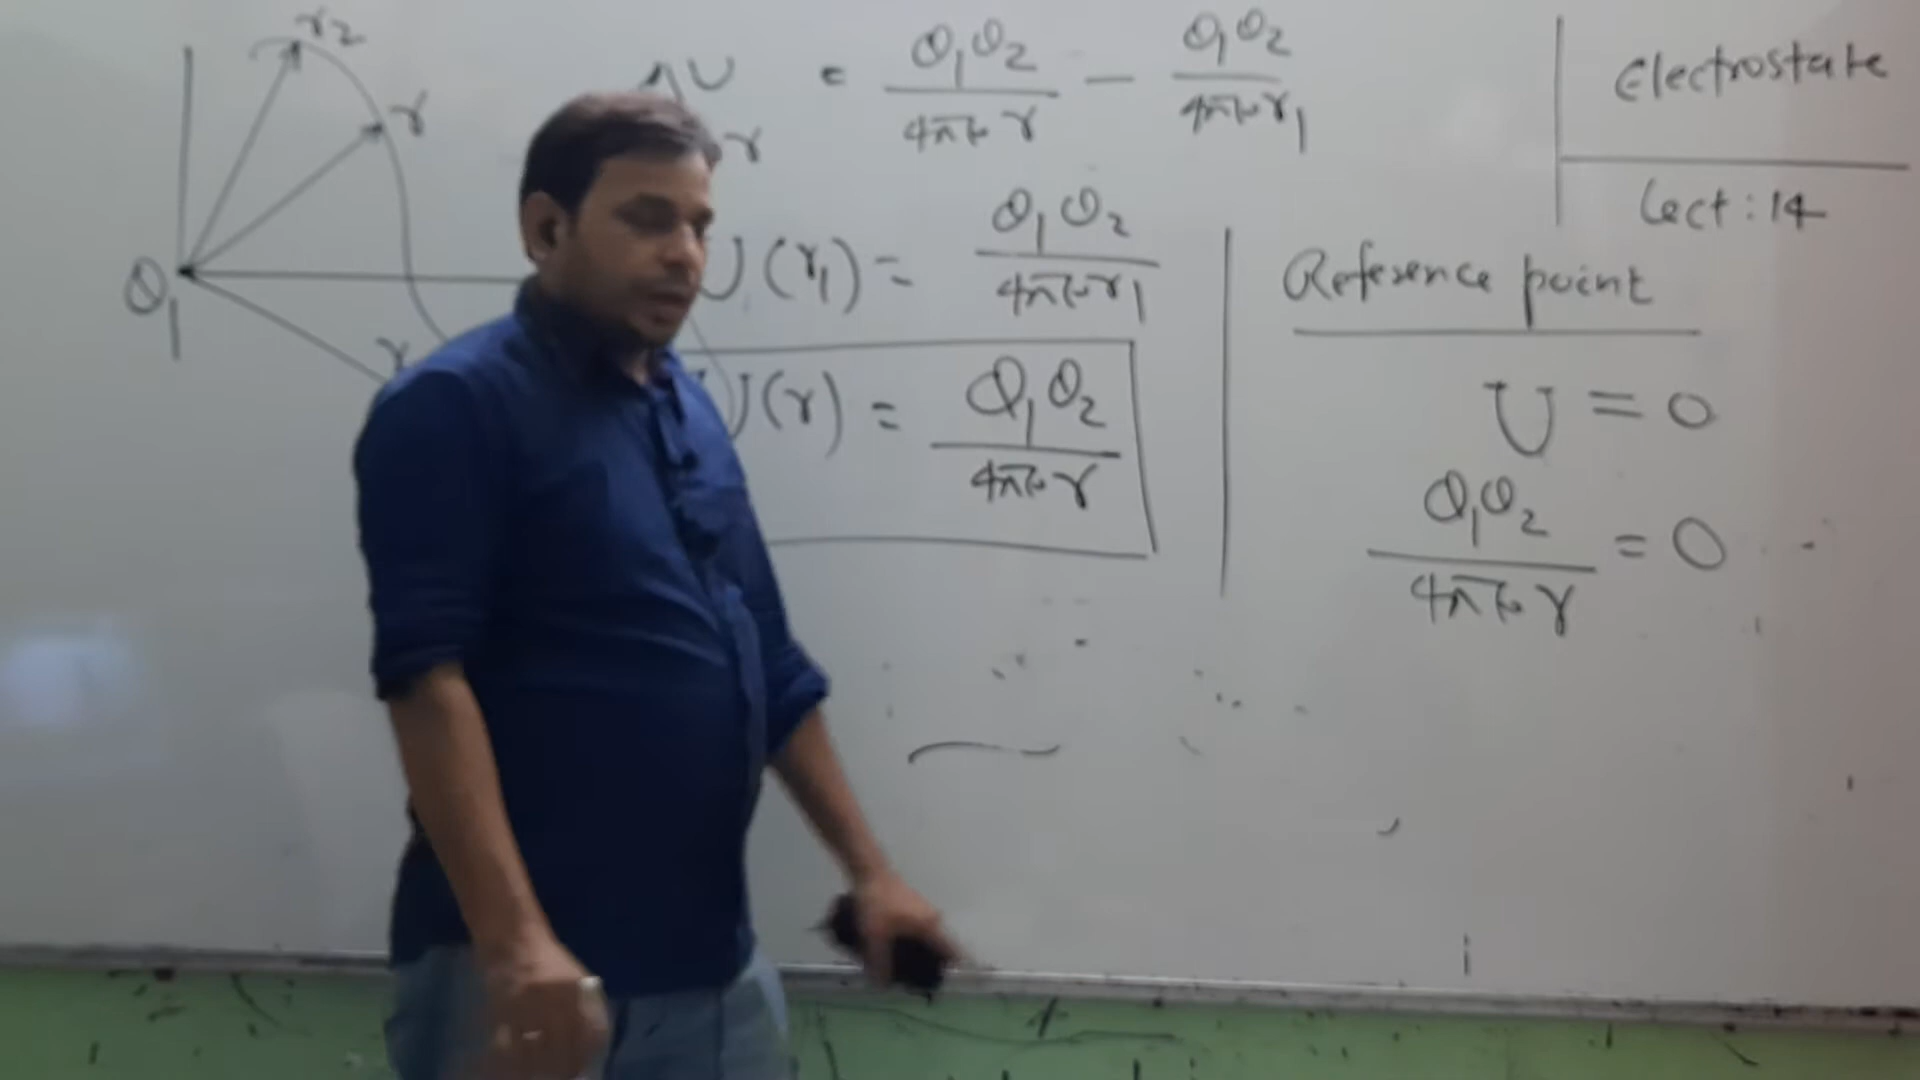 r₂
r
Q₁
r
ΔU = Q₁Q₂/4πϵ₀r − Q₁Q₂/4πϵ₀r₁
r
U(r₁) = Q₁Q₂/4πϵ₀r₁
U(r) = Q₁Q₂/4πϵ₀r
Electrostate
Lect : 14
Reference point
U = 0
Q₁Q₂/4πϵ₀r = 0